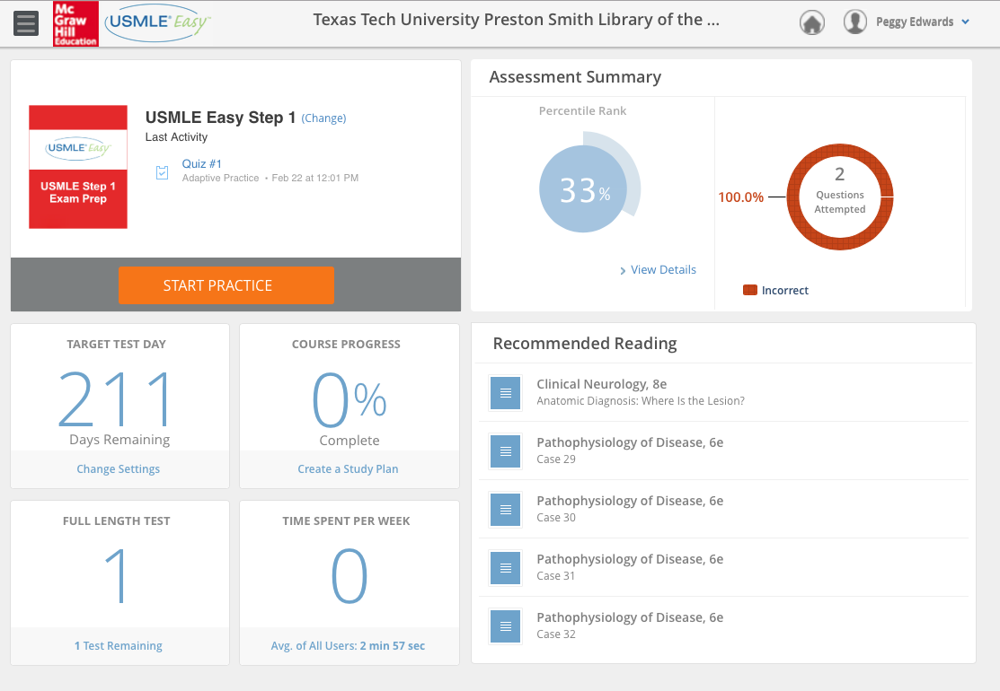 Mc
Graw
Hill
Education
USMLE Easy
Texas Tech University Preston Smith Library of the ...
Peggy Edwards
USMLE Easy
USMLE Step 1
Exam Prep
USMLE Easy Step 1 (Change)
Last Activity
Quiz #1
Adaptive Practice • Feb 22 at 12:01 PM
START PRACTICE
Assessment Summary
Percentile Rank
33%
View Details
100.0%
2
Questions
Attempted
Incorrect
TARGET TEST DAY
211
Days Remaining
Change Settings
COURSE PROGRESS
0%
Complete
Create a Study Plan
FULL LENGTH TEST
1
1 Test Remaining
TIME SPENT PER WEEK
0
Avg. of All Users: 2 min 57 sec
Recommended Reading
Clinical Neurology, 8e
Anatomic Diagnosis: Where Is the Lesion?
Pathophysiology of Disease, 6e
Case 29
Pathophysiology of Disease, 6e
Case 30
Pathophysiology of Disease, 6e
Case 31
Pathophysiology of Disease, 6e
Case 32